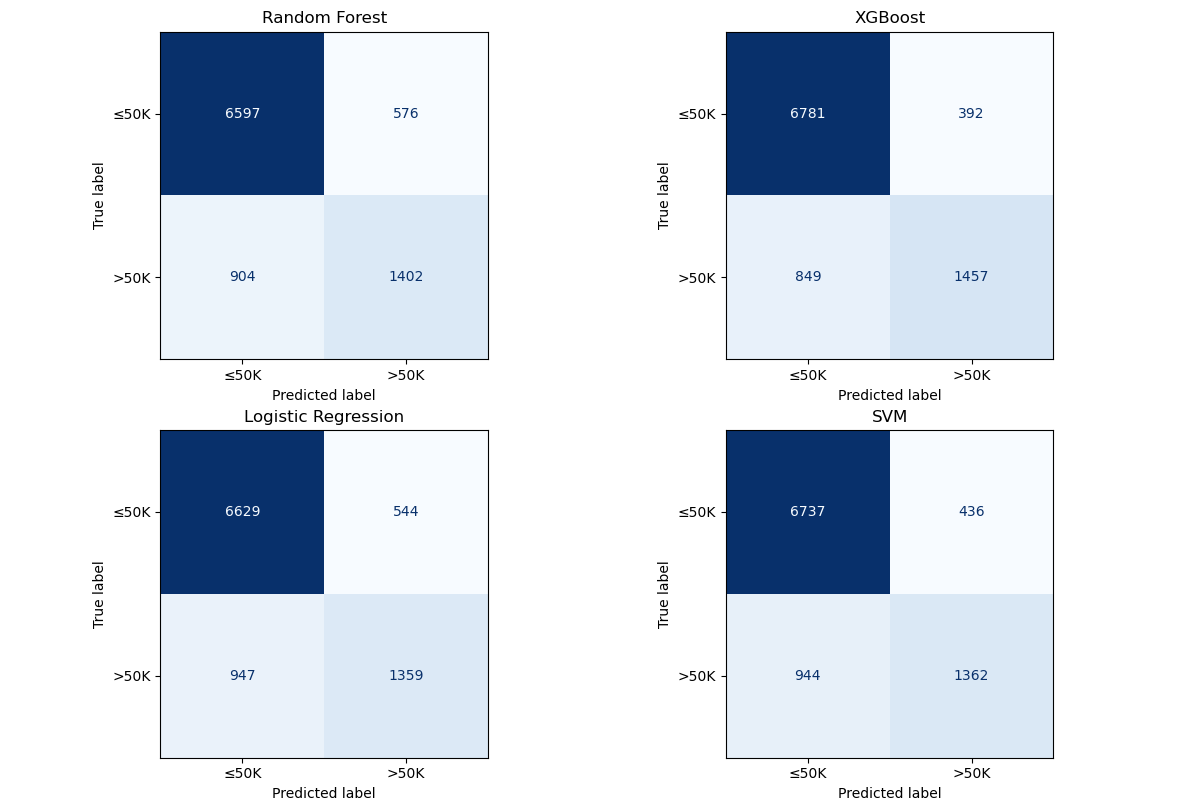 Random Forest
True label
≤50K
6597
576
>50K
904
1402
≤50K
>50K
Predicted label
XGBoost
True label
≤50K
6781
392
>50K
849
1457
≤50K
>50K
Predicted label
Logistic Regression
True label
≤50K
6629
544
>50K
947
1359
≤50K
>50K
Predicted label
SVM
True label
≤50K
6737
436
>50K
944
1362
≤50K
>50K
Predicted label